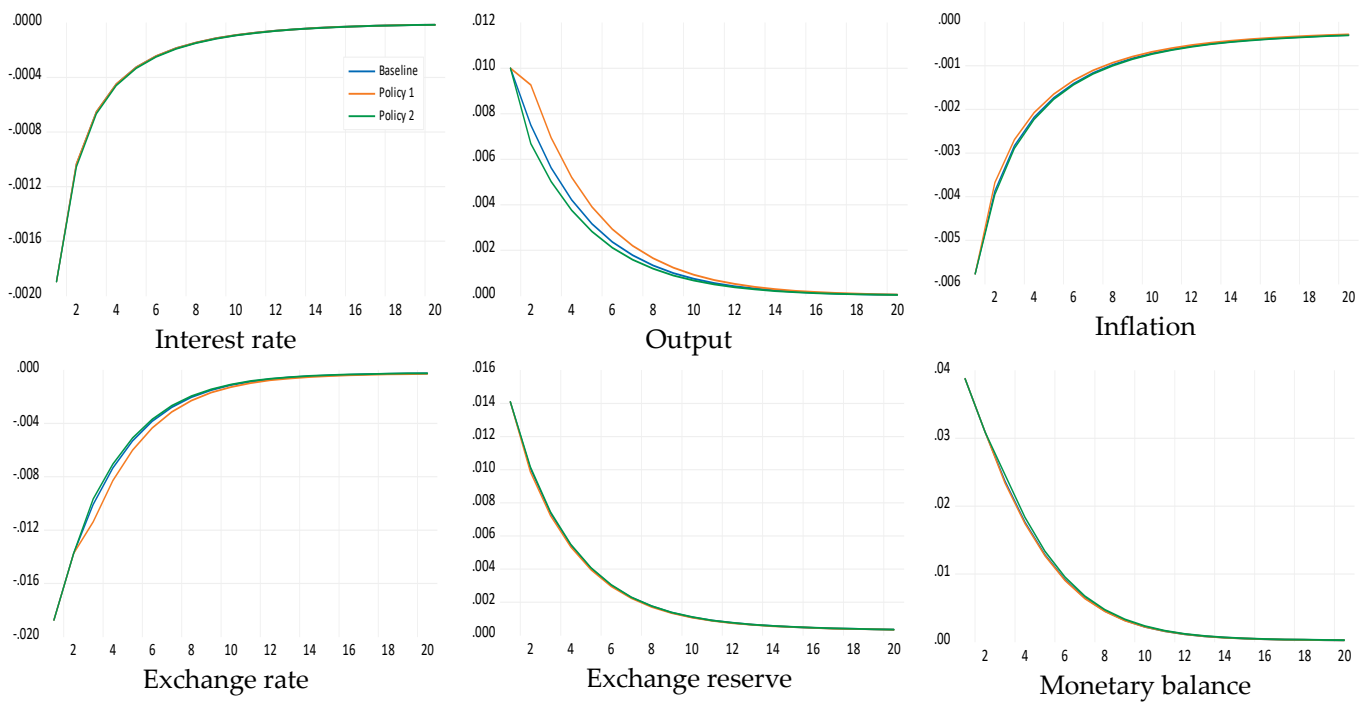 .0000
-.0004
-.0008
-.0012
-.0016
-.0020
2 4 6 8 10 12 14 16 18 20
Baseline
Policy 1
Policy 2
Interest rate
.012
.010
.008
.006
.004
.002
.000
2 4 6 8 10 12 14 16 18 20
Output
.000
-.001
-.002
-.003
-.004
-.005
-.006
2 4 6 8 10 12 14 16 18 20
Inflation
.000
-.004
-.008
-.012
-.016
-.020
2 4 6 8 10 12 14 16 18 20
Exchange rate
.016
.014
.012
.010
.008
.006
.004
.002
.000
2 4 6 8 10 12 14 16 18 20
Exchange reserve
.04
.03
.02
.01
.00
2 4 6 8 10 12 14 16 18 20
Monetary balance